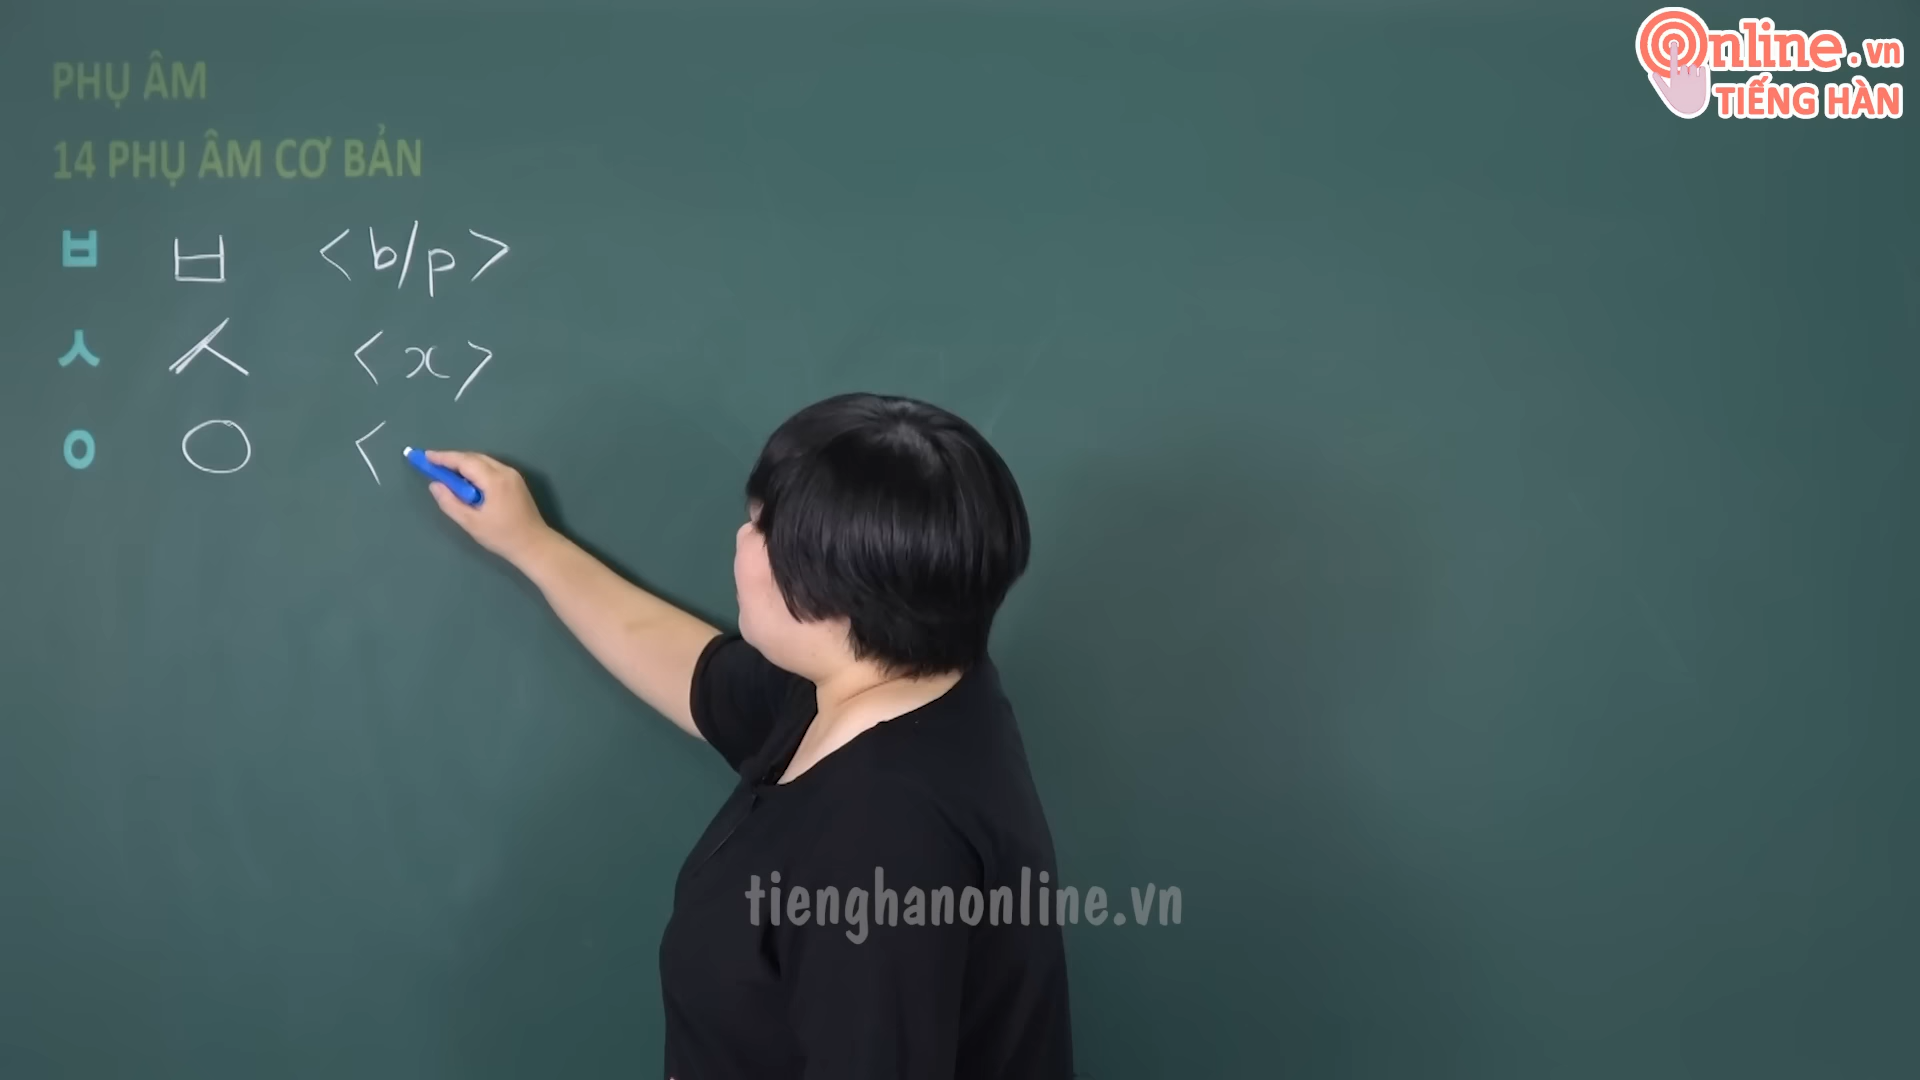 Online.vn
TIẾNG HÀN
PHỤ ÂM
14 PHỤ ÂM CƠ BẢN
ㅂ ㅂ <b/p>
ㅅ ㅅ <x>
ㅇ ㅇ <
tienghanonline.vn